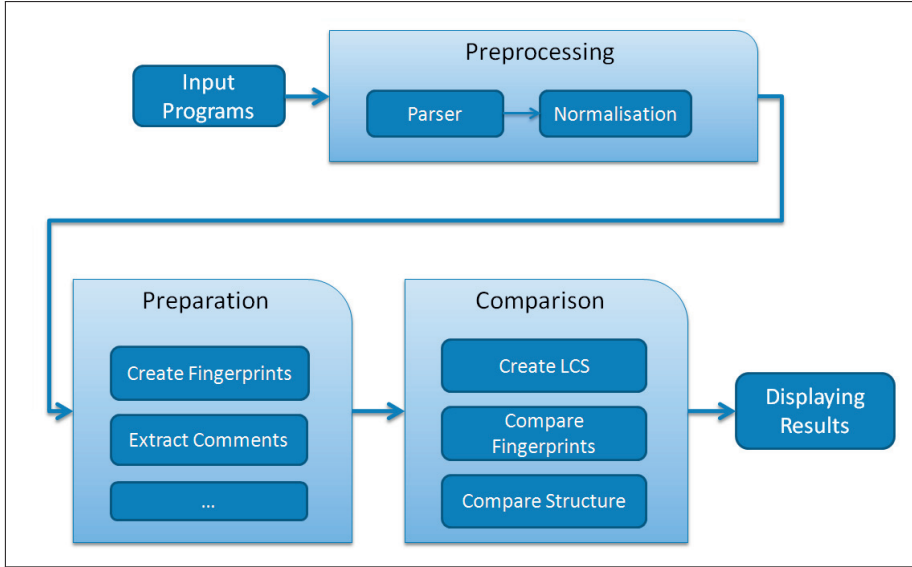 Preprocessing
Input
Programs
Parser
Normalisation
Preparation
Create Fingerprints
Extract Comments
...
Comparison
Create LCS
Compare
Fingerprints
Compare Structure
Displaying
Results